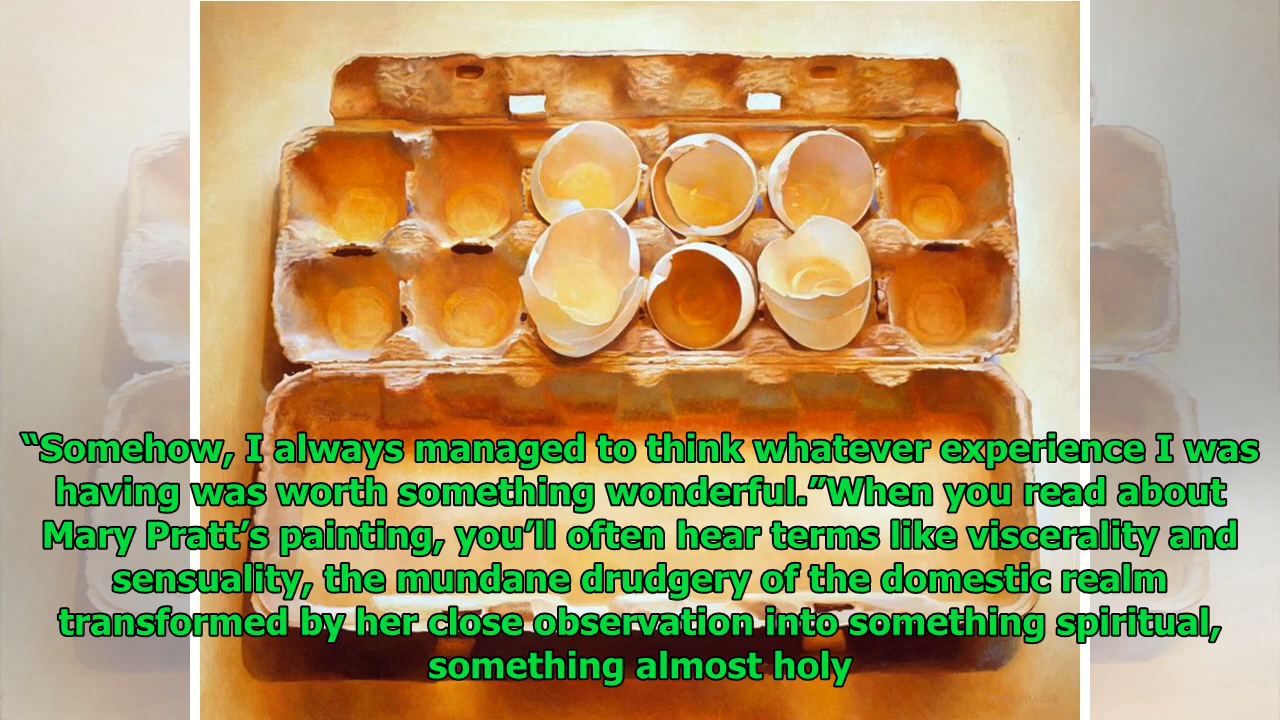 “Somehow, I always managed to think whatever experience I was
having was worth something wonderful.”When you read about
Mary Pratt’s painting, you’ll often hear terms like viscerality and
sensuality, the mundane drudgery of the domestic realm
transformed by her close observation into something spiritual,
something almost holy